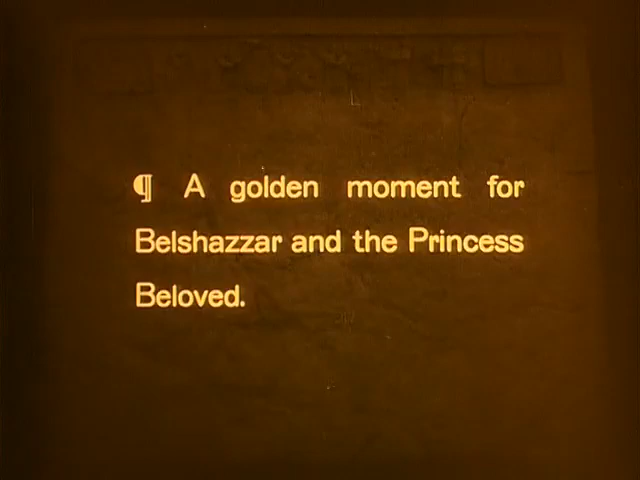 ¶ A golden moment for
Belshazzar and the Princess
Beloved.